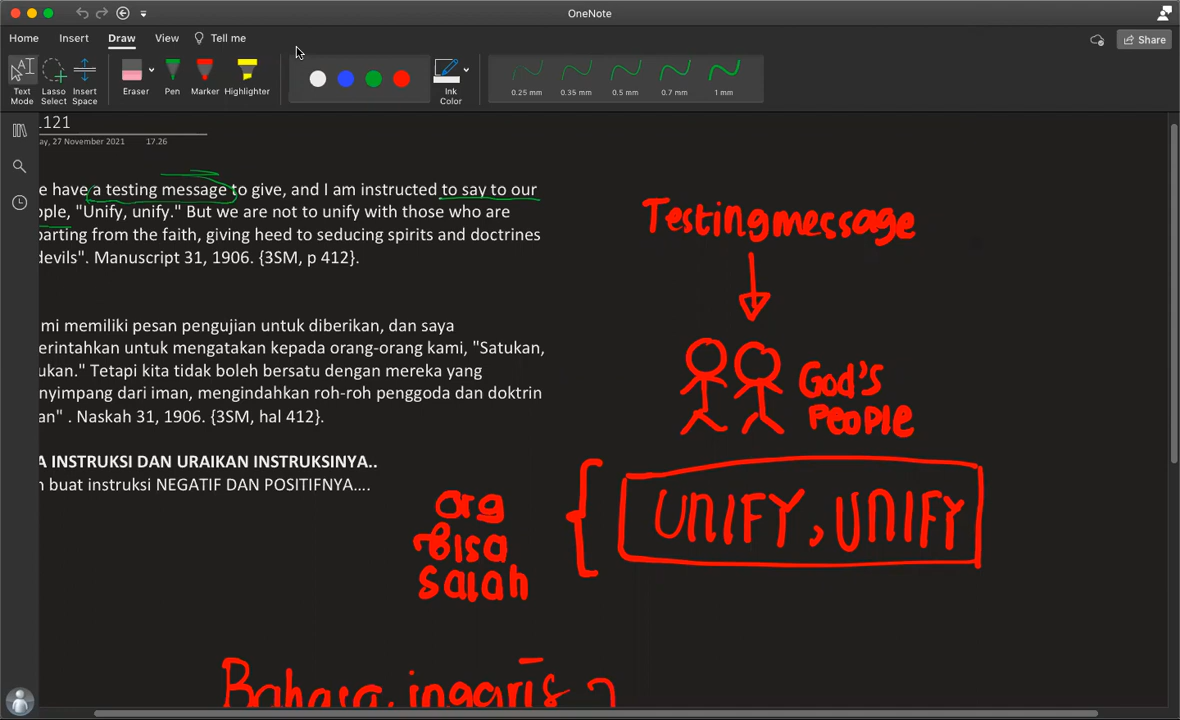 OneNote
Home Insert Draw View Tell me
Share
Text Mode
Lasso Select
Insert Space
Eraser
Pen
Marker
Highlighter
Ink Color
0.25 mm 0.35 mm 0.5 mm 0.7 mm 1 mm
.121
ay, 27 November 2021 17.26
e have a testing message to give, and I am instructed to say to our
ople, "Unify, unify." But we are not to unify with those who are
parting from the faith, giving heed to seducing spirits and doctrines
devils". Manuscript 31, 1906. {3SM, p 412}.
mi memiliki pesan pengujian untuk diberikan, dan saya
erintahkan untuk mengatakan kepada orang-orang kami, "Satukan,
ukan." Tetapi kita tidak boleh bersatu dengan mereka yang
nyimpang dari iman, mengindahkan roh-roh penggoda dan doktrin
an" . Naskah 31, 1906. {3SM, hal 412}.
A INSTRUKSI DAN URAIKAN INSTRUKSINYA..
n buat instruksi NEGATIF DAN POSITIFNYA....
Testing message
God's
PEOPLE
UNIFY, UNIFY
org
Bisa
salah
Bahasa inggris